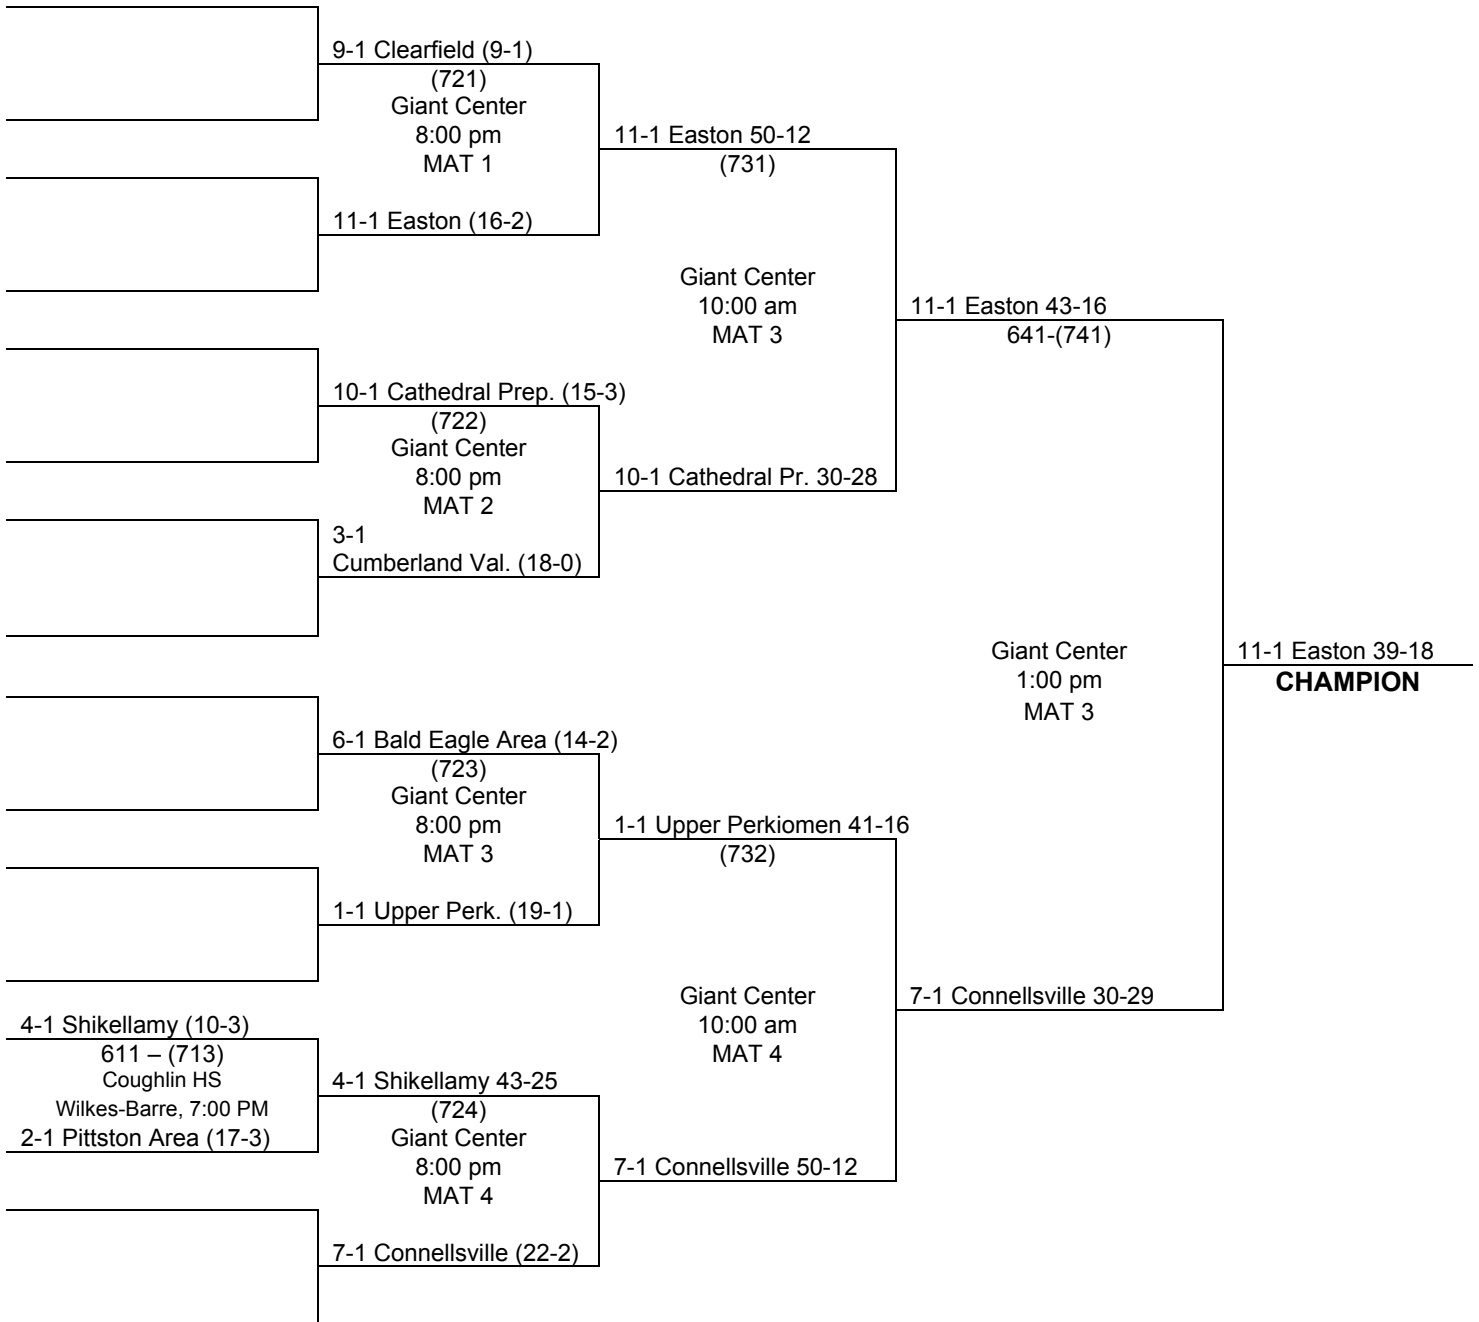 9-1 Clearfield (9-1)
(721)
Giant Center
8:00 pm
MAT 1
11-1 Easton (16-2)
11-1 Easton 50-12
(731)
Giant Center
10:00 am
MAT 3
10-1 Cathedral Prep. (15-3)
(722)
Giant Center
8:00 pm
MAT 2
3-1
Cumberland Val. (18-0)
10-1 Cathedral Pr. 30-28
11-1 Easton 43-16
641-(741)
Giant Center
1:00 pm
MAT 3
11-1 Easton 39-18
CHAMPION
6-1 Bald Eagle Area (14-2)
(723)
Giant Center
8:00 pm
MAT 3
1-1 Upper Perk. (19-1)
1-1 Upper Perkiomen 41-16
(732)
Giant Center
10:00 am
MAT 4
7-1 Connellsville 30-29
4-1 Shikellamy (10-3)
611 – (713)
Coughlin HS
Wilkes-Barre, 7:00 PM
2-1 Pittston Area (17-3)
4-1 Shikellamy 43-25
(724)
Giant Center
8:00 pm
MAT 4
7-1 Connellsville (22-2)
7-1 Connellsville 50-12